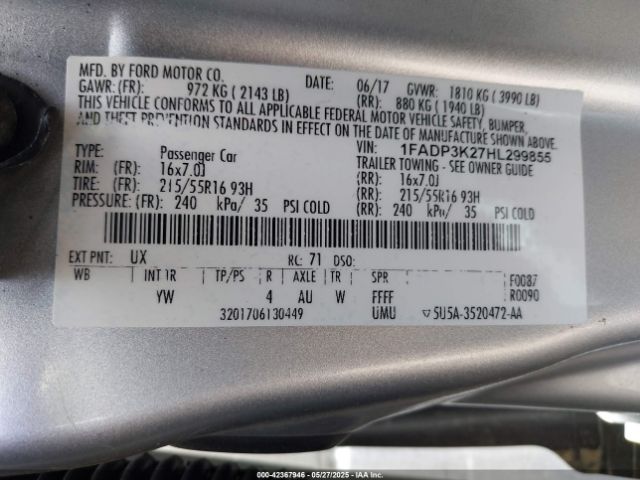 MFD. BY FORD MOTOR CO. DATE: 06/17 GVWR: 1810 KG ( 3990 LB)
GAWR: (FR): 972 KG ( 2143 LB) (RR): 880 KG ( 1940 LB)
THIS VEHICLE CONFORMS TO ALL APPLICABLE FEDERAL MOTOR VEHICLE SAFETY, BUMPER,
AND THEFT PREVENTION STANDARDS IN EFFECT ON THE DATE OF MANUFACTURE SHOWN ABOVE.
VIN: 1FADP3K27HL299855
TYPE: Passenger Car TRAILER TOWING - SEE OWNER GUIDE
RIM: (FR): 16x7.0J (RR): 16x7.0J
TIRE: (FR): 215/55R16 93H (RR): 215/55R16 93H
PRESSURE: (FR): 240 kPa/ 35 PSI COLD (RR): 240 kPa/ 35 PSI COLD
EXT PNT: UX RC: 71 DSO:
WB INT TR TP/PS R AXLE TR SPR F0087
YW 4 AU W FFFF R0090
3201706130449 UMU ▽ 5U5A-3520472-AA
000-42367946 - 05/27/2025 - IAA Inc.